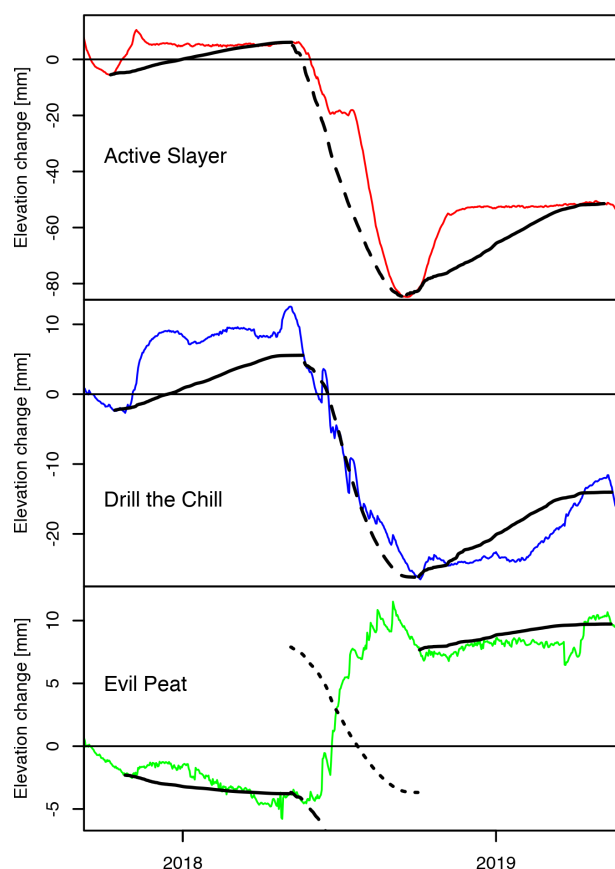 Elevation change [mm]
0
-20
-40
-60
-80
Active Slayer
Elevation change [mm]
10
0
-10
-20
Drill the Chill
Elevation change [mm]
10
5
0
-5
Evil Peat
2018 2019